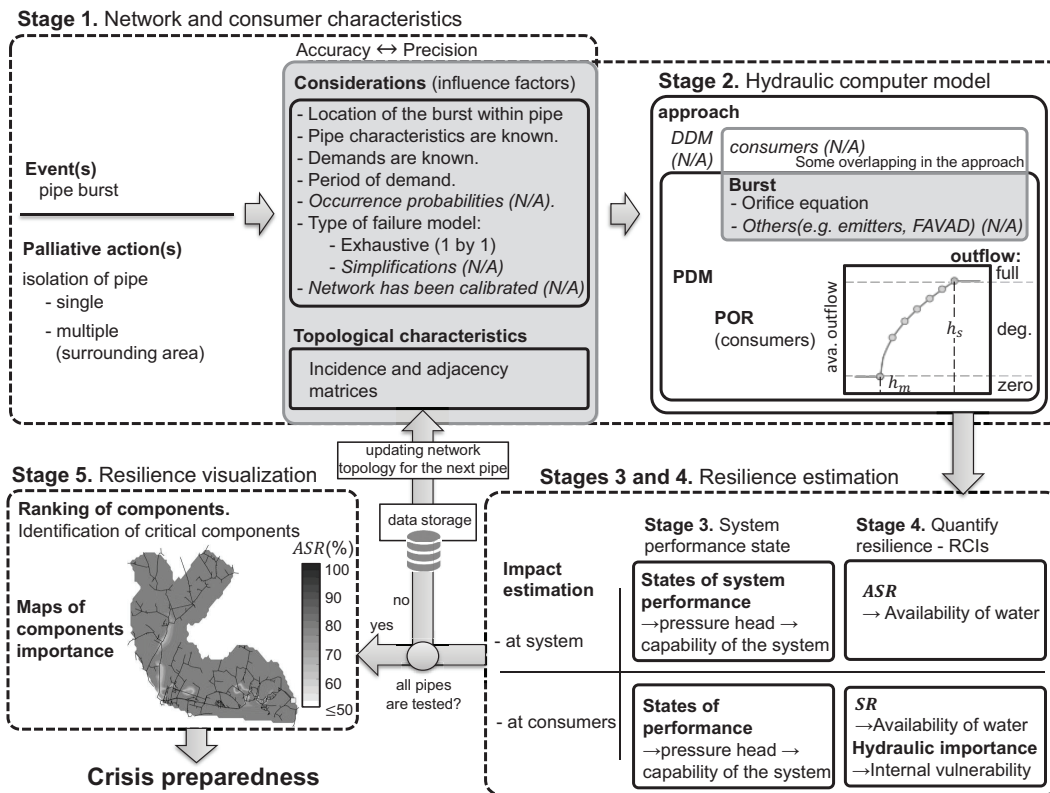 Stage 1. Network and consumer characteristics
Accuracy ↔ Precision
Event(s)
pipe burst
Palliative action(s)
isolation of pipe
- single
- multiple
(surrounding area)
Considerations (influence factors)
- Location of the burst within pipe
- Pipe characteristics are known.
- Demands are known.
- Period of demand.
- Occurrence probabilities (N/A).
- Type of failure model:
- Exhaustive (1 by 1)
- Simplifications (N/A)
- Network has been calibrated (N/A)
Topological characteristics
Incidence and adjacency
matrices
Stage 2. Hydraulic computer model
approach
DDM
(N/A)
consumers (N/A)
Some overlapping in the approach
Burst
- Orifice equation
- Others(e.g. emitters, FAVAD) (N/A)
PDM
POR
(consumers)
outflow:
full
deg.
zero
ava. outflow
h_s
h_m
updating network
topology for the next pipe
data storage
no
yes
all pipes
are tested?
Stages 3 and 4. Resilience estimation
Stage 3. System
performance state
Stage 4. Quantify
resilience - RCIs
Impact
estimation
- at system
States of system
performance
→pressure head →
capability of the system
ASR
→ Availability of water
- at consumers
States of
performance
→pressure head →
capability of the system
SR
→Availability of water
Hydraulic importance
→Internal vulnerability
Stage 5. Resilience visualization
Ranking of components.
Identification of critical components
Maps of
components
importance
ASR(%)
100
90
80
70
60
≤50
Crisis preparedness